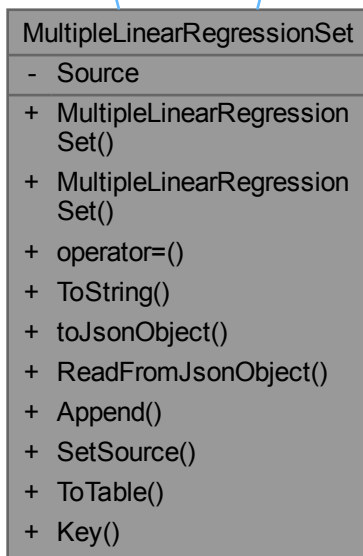 MultipleLinearRegressionSet
- Source
+ MultipleLinearRegression
Set()
+ MultipleLinearRegression
Set()
+ operator=()
+ ToString()
+ toJsonObject()
+ ReadFromJsonObject()
+ Append()
+ SetSource()
+ ToTable()
+ Key()